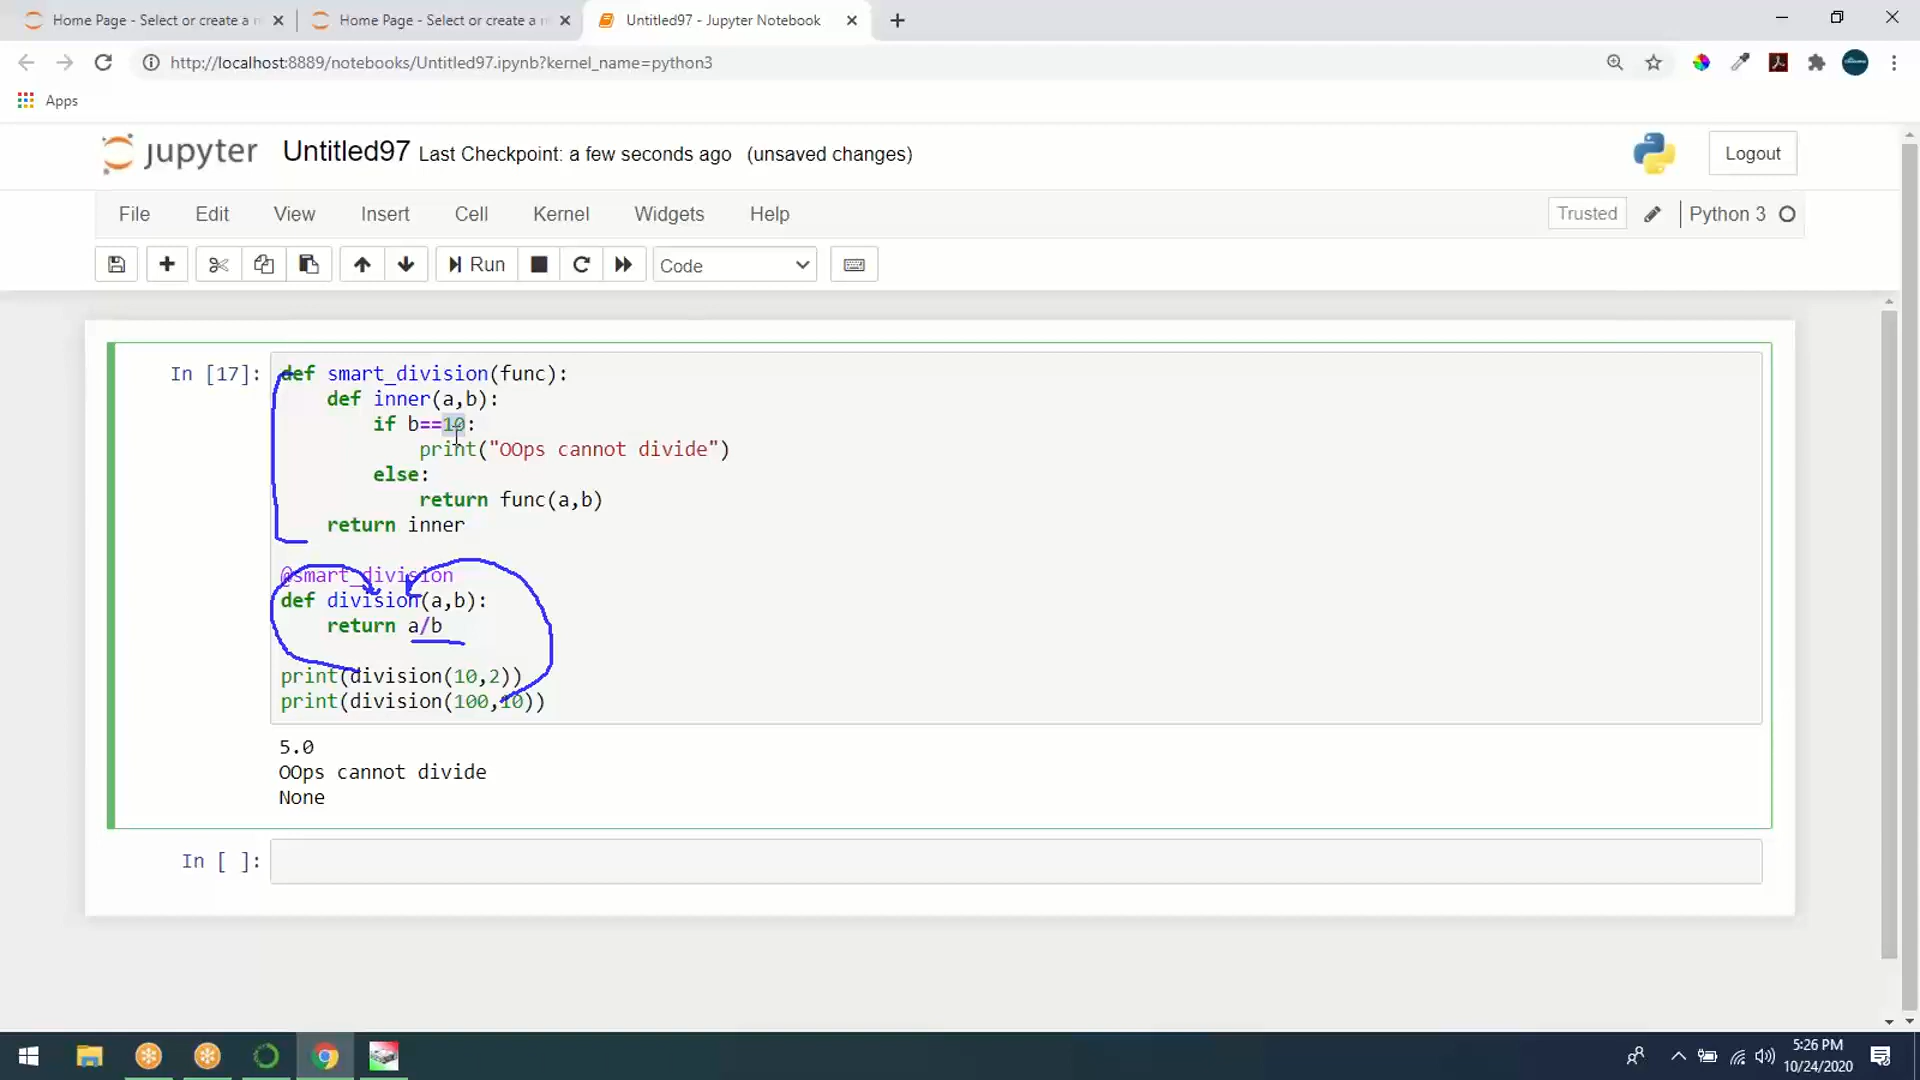 Home Page - Select or create a n
Home Page - Select or create a n
Untitled97 - Jupyter Notebook
http://localhost:8889/notebooks/Untitled97.ipynb?kernel_name=python3
Apps
jupyter Untitled97 Last Checkpoint: a few seconds ago (unsaved changes)
Logout
File Edit View Insert Cell Kernel Widgets Help
Trusted Python 3
Run Code
In [17]:
def smart_division(func):
    def inner(a,b):
        if b==10:
            print("OOps cannot divide")
        else:
            return func(a,b)
    return inner
@smart_division
def division(a,b):
    return a/b
print(division(10,2))
print(division(100,10))
5.0
OOps cannot divide
None
In [ ]:
5:26 PM
10/24/2020